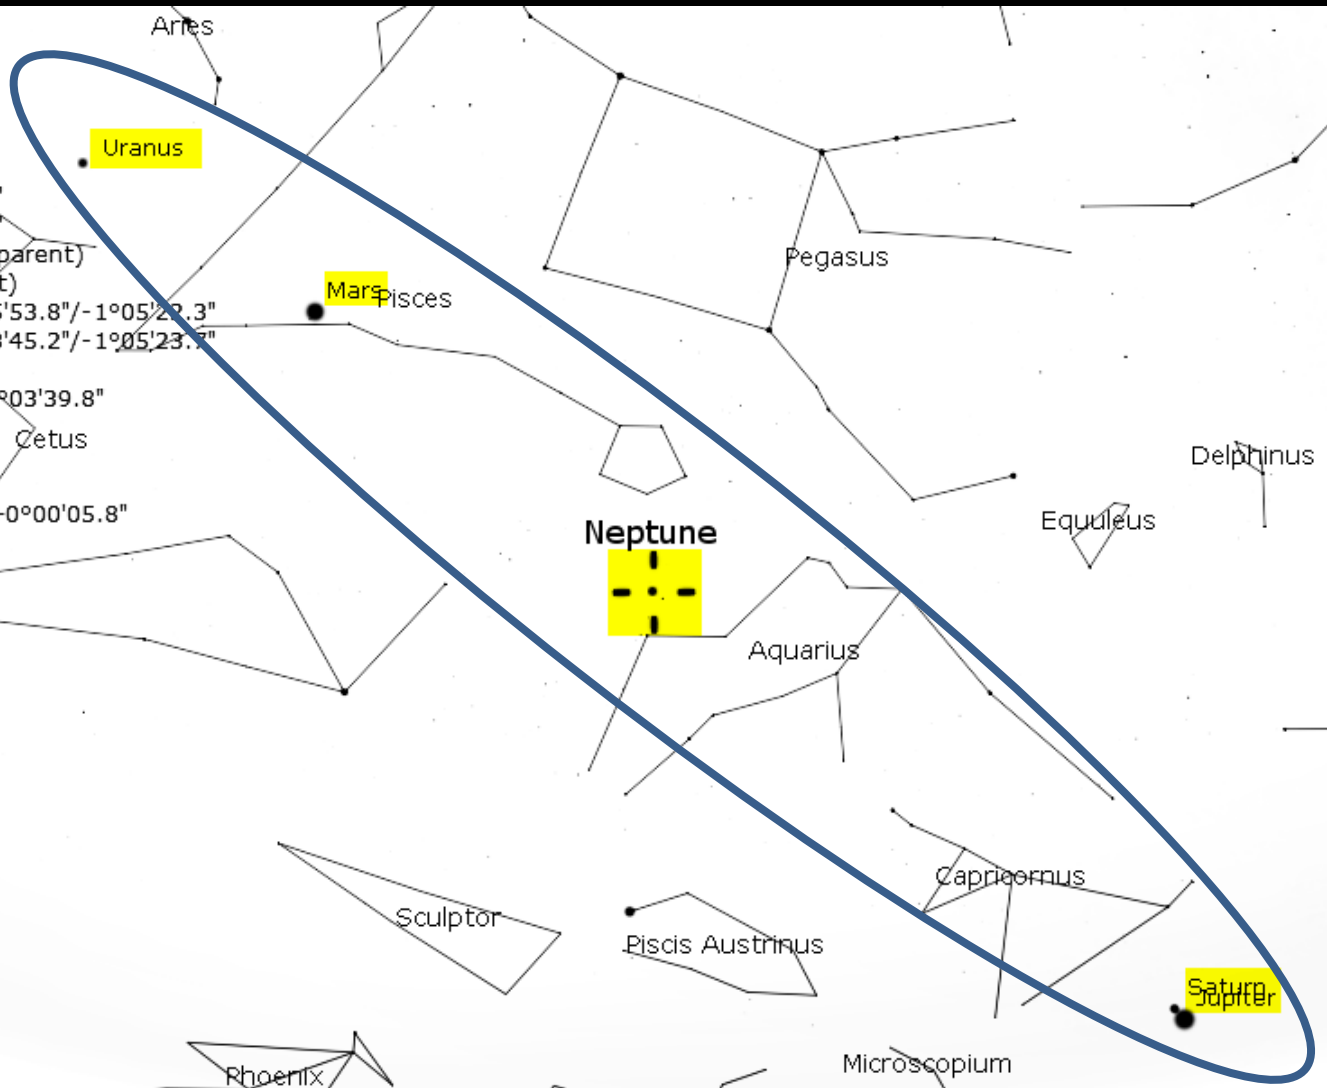 Aries
Uranus
parent)
t)
Mars
Pisces
Pegasus
'53.8"/-1°05'22.3"
'45.2"/-1°05'23.7"
°03'39.8"
Cetus
Delphinus
-0°00'05.8"
Equuleus
Neptune
Aquarius
Capricornus
Sculptor
Piscis Austrinus
Saturn
Jupiter
Microscopium
Phoenix